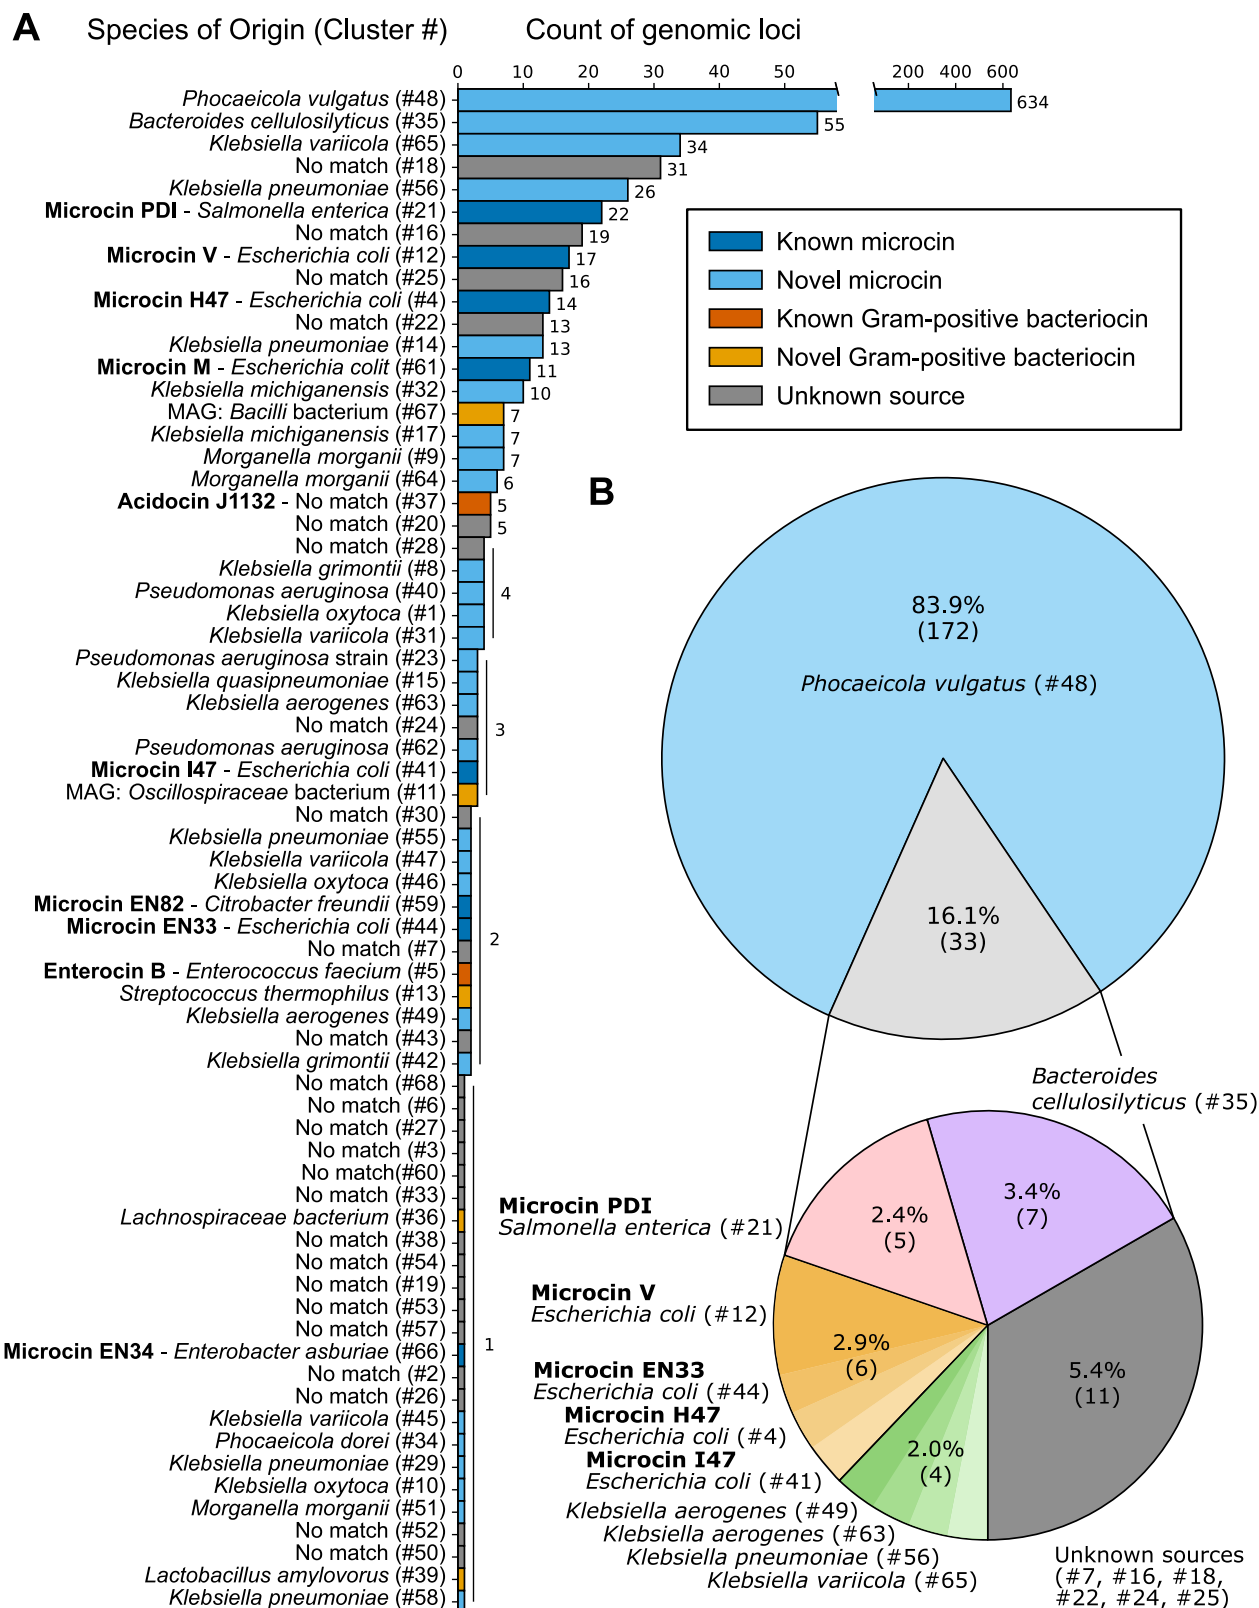 A Species of Origin (Cluster #) Count of genomic loci
0 10 20 30 40 50 200 400 600
Phocaeicola vulgatus (#48) 634
Bacteroides cellulosilyticus (#35) 55
Klebsiella variicola (#65) 34
No match (#18) 31
Klebsiella pneumoniae (#56) 26
Microcin PDI - Salmonella enterica (#21) 22
No match (#16) 19
Microcin V - Escherichia coli (#12) 17
No match (#25) 16
Microcin H47 - Escherichia coli (#4) 14
No match (#22) 13
Klebsiella pneumoniae (#14) 13
Microcin M - Escherichia colit (#61) 11
Klebsiella michiganensis (#32) 10
MAG: Bacilli bacterium (#67) 7
Klebsiella michiganensis (#17) 7
Morganella morganii (#9) 7
Morganella morganii (#64) 6
Acidocin J1132 - No match (#37) 5
No match (#20) 5
No match (#28)
Klebsiella grimontii (#8)
Pseudomonas aeruginosa (#40) 4
Klebsiella oxytoca (#1)
Klebsiella variicola (#31)
Pseudomonas aeruginosa strain (#23)
Klebsiella quasipneumoniae (#15)
Klebsiella aerogenes (#63)
No match (#24) 3
Pseudomonas aeruginosa (#62)
Microcin I47 - Escherichia coli (#41)
MAG: Oscillospiraceae bacterium (#11)
No match (#30)
Klebsiella pneumoniae (#55)
Klebsiella variicola (#47)
Klebsiella oxytoca (#46)
Microcin EN82 - Citrobacter freundii (#59)
Microcin EN33 - Escherichia coli (#44)
2
No match (#7)
Enterocin B - Enterococcus faecium (#5)
Streptococcus thermophilus (#13)
Klebsiella aerogenes (#49)
No match (#43)
Klebsiella grimontii (#42)
No match (#68)
No match (#6)
No match (#27)
No match (#3)
No match(#60)
No match (#33)
Lachnospiraceae bacterium (#36)
No match (#38)
No match (#54)
No match (#19)
No match (#53)
No match (#57)
1
Microcin EN34 - Enterobacter asburiae (#66)
No match (#2)
No match (#26)
Klebsiella variicola (#45)
Phocaeicola dorei (#34)
Klebsiella pneumoniae (#29)
Klebsiella oxytoca (#10)
Morganella morganii (#51)
No match (#52)
No match (#50)
Lactobacillus amylovorus (#39)
Klebsiella pneumoniae (#58)
Known microcin
Novel microcin
Known Gram-positive bacteriocin
Novel Gram-positive bacteriocin
Unknown source
B
83.9%
(172)
Phocaeicola vulgatus (#48)
16.1%
(33)
Bacteroides
cellulosilyticus (#35)
3.4%
(7)
Microcin PDI
Salmonella enterica (#21)
2.4%
(5)
Microcin V
Escherichia coli (#12)
2.9%
(6)
Microcin EN33
Escherichia coli (#44)
Microcin H47
Escherichia coli (#4)
Microcin I47
Escherichia coli (#41)
5.4%
(11)
2.0%
(4)
Klebsiella aerogenes (#49)
Klebsiella aerogenes (#63)
Klebsiella pneumoniae (#56)
Klebsiella variicola (#65)
Unknown sources
(#7, #16, #18,
#22, #24, #25)